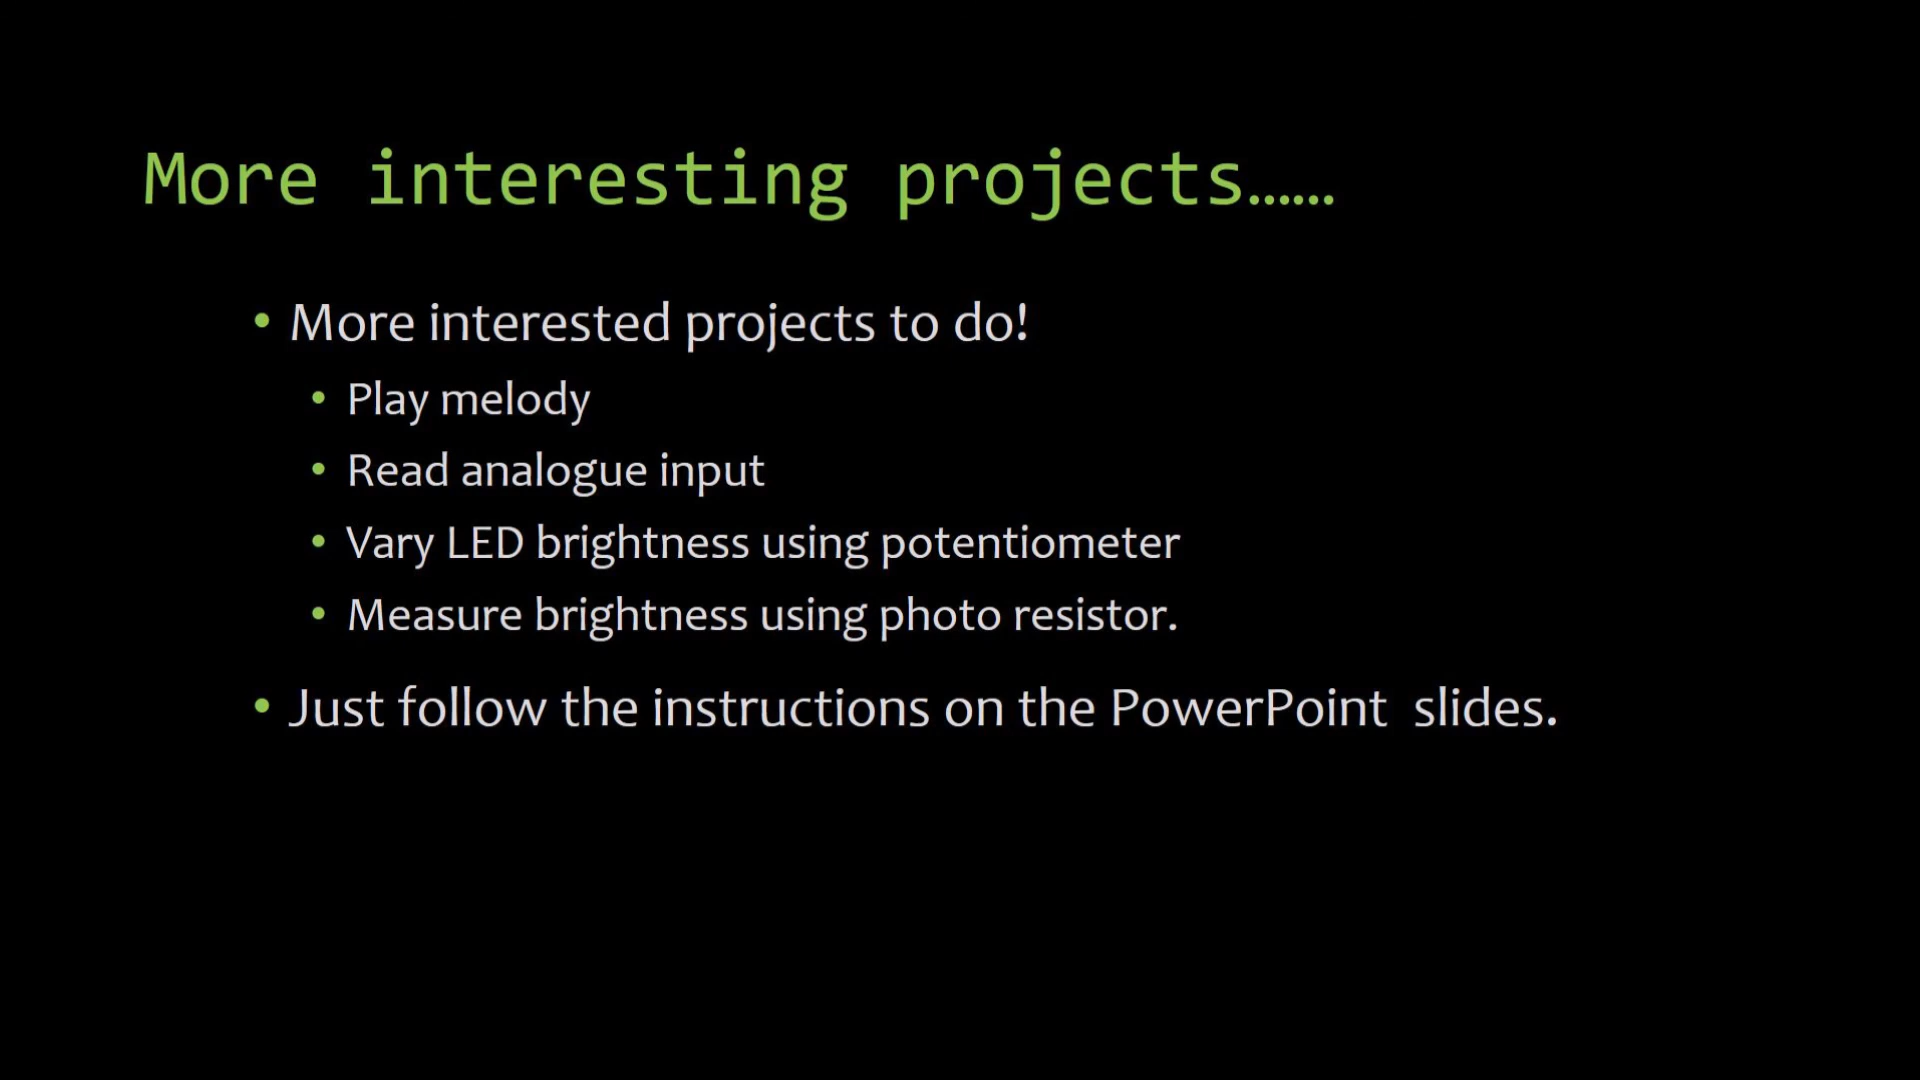 More interesting projects……
• More interested projects to do!
• Play melody
• Read analogue input
• Vary LED brightness using potentiometer
• Measure brightness using photo resistor.
• Just follow the instructions on the PowerPoint  slides.